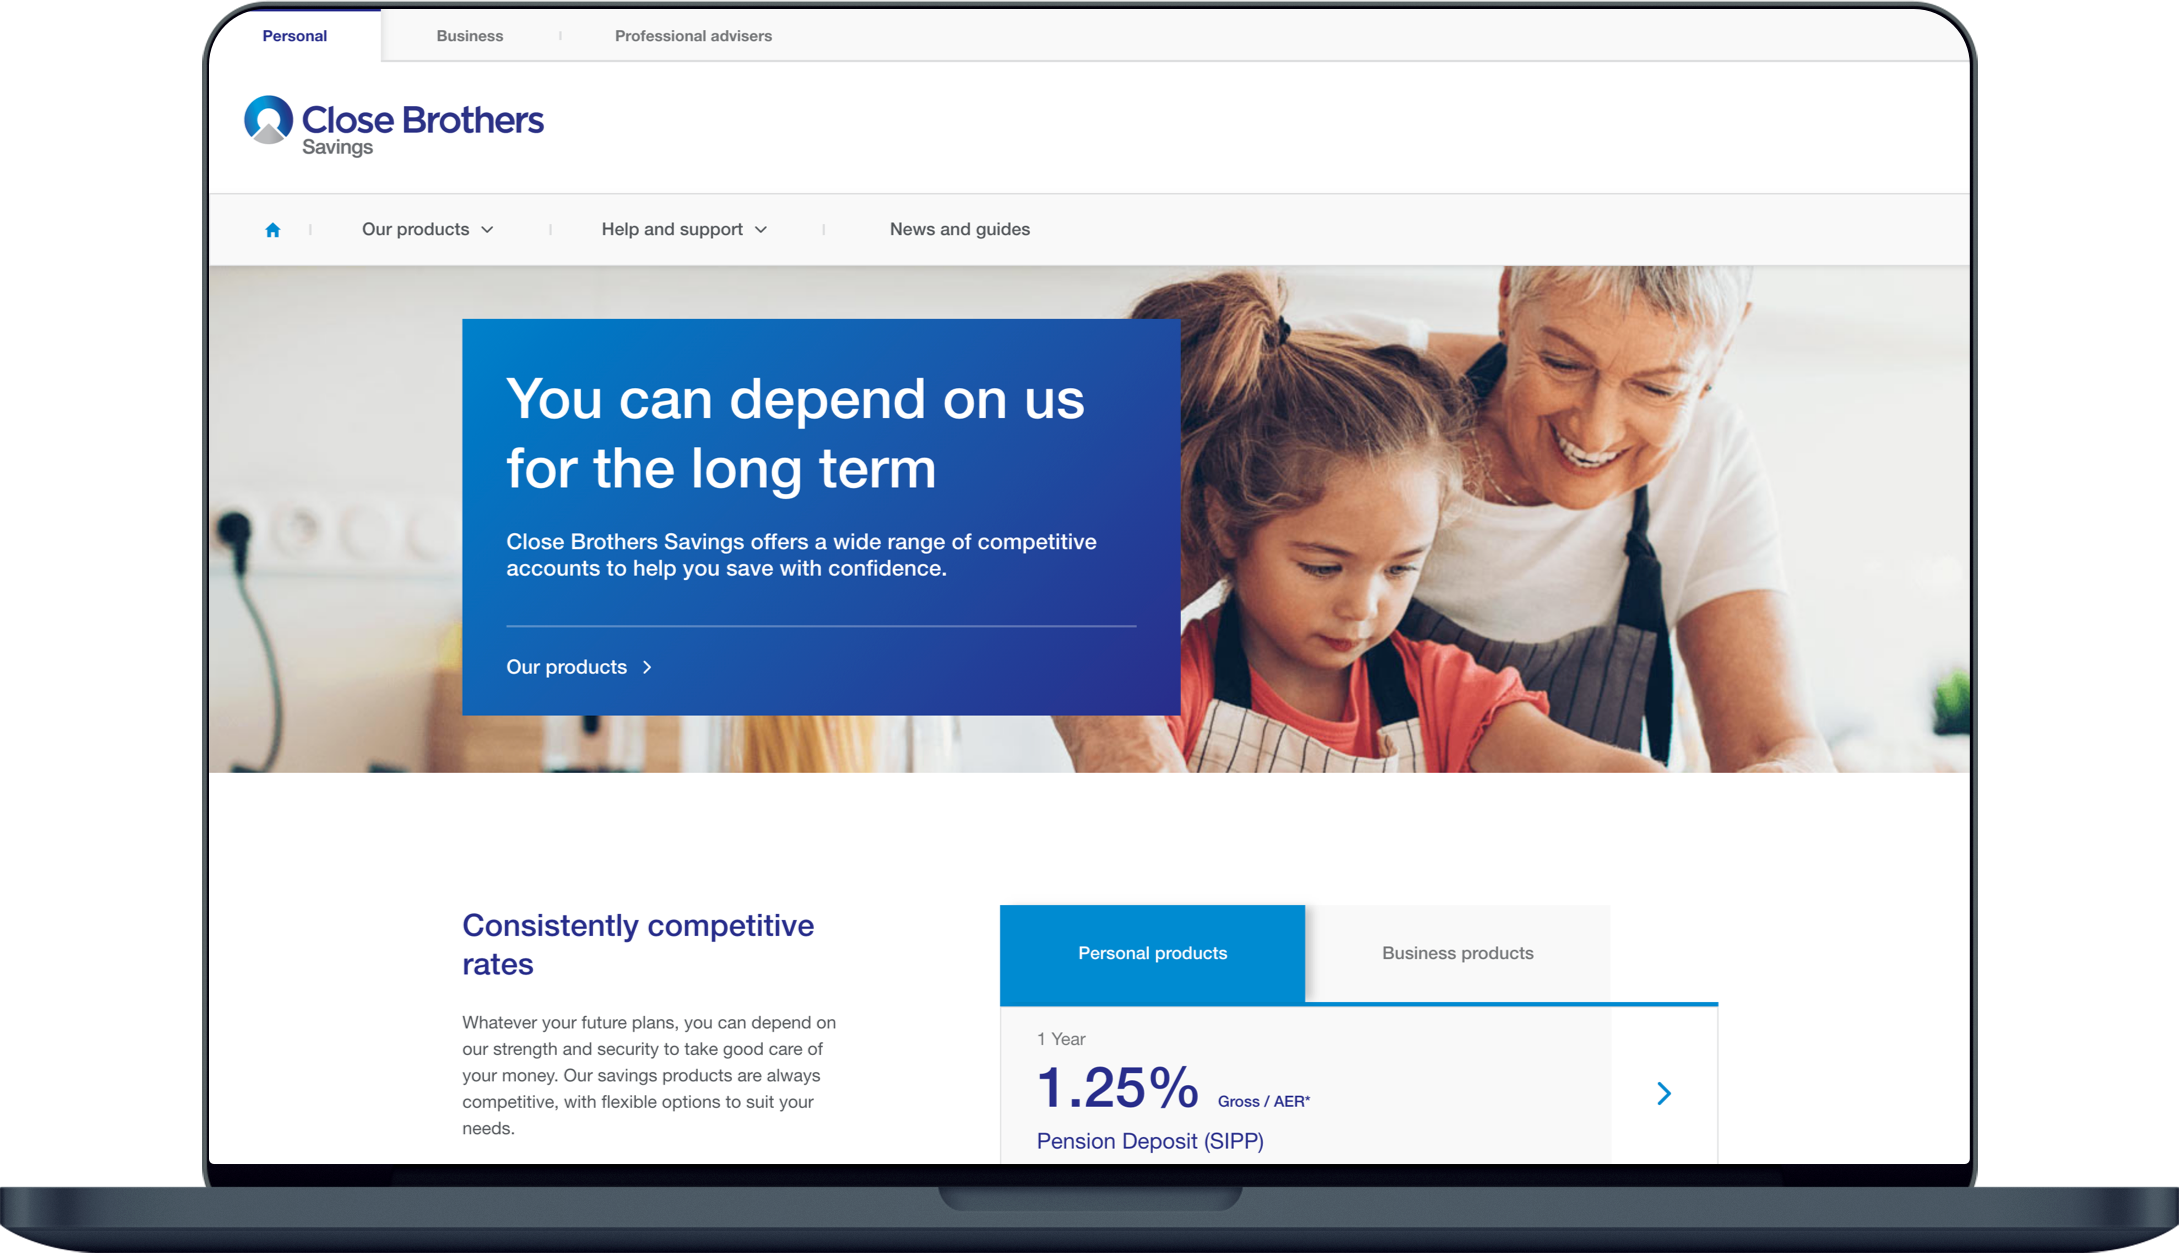 Personal
Business
Professional advisers
Close Brothers
Savings
Our products
Help and support
News and guides
You can depend on us
for the long term
Close Brothers Savings offers a wide range of competitive
accounts to help you save with confidence.
Our products
Consistently competitive
rates
Whatever your future plans, you can depend on
our strength and security to take good care of
your money. Our savings products are always
competitive, with flexible options to suit your
needs.
Personal products
Business products
1 Year
1.25% Gross / AER*
Pension Deposit (SIPP)